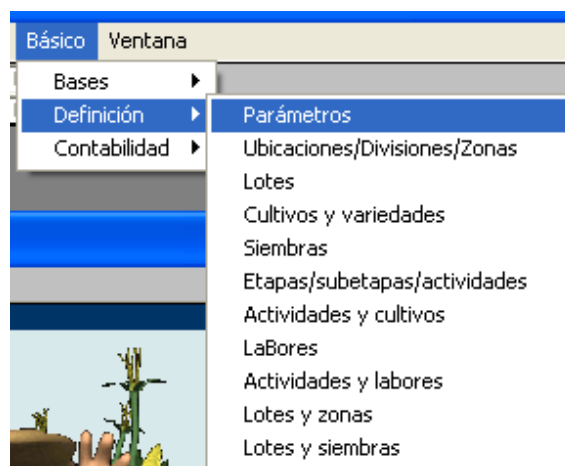 Básico Ventana
Bases
Definición
Contabilidad
Parámetros
Ubicaciones/Divisiones/Zonas
Lotes
Cultivos y variedades
Siembras
Etapas/subetapas/actividades
Actividades y cultivos
LaBores
Actividades y labores
Lotes y zonas
Lotes y siembras